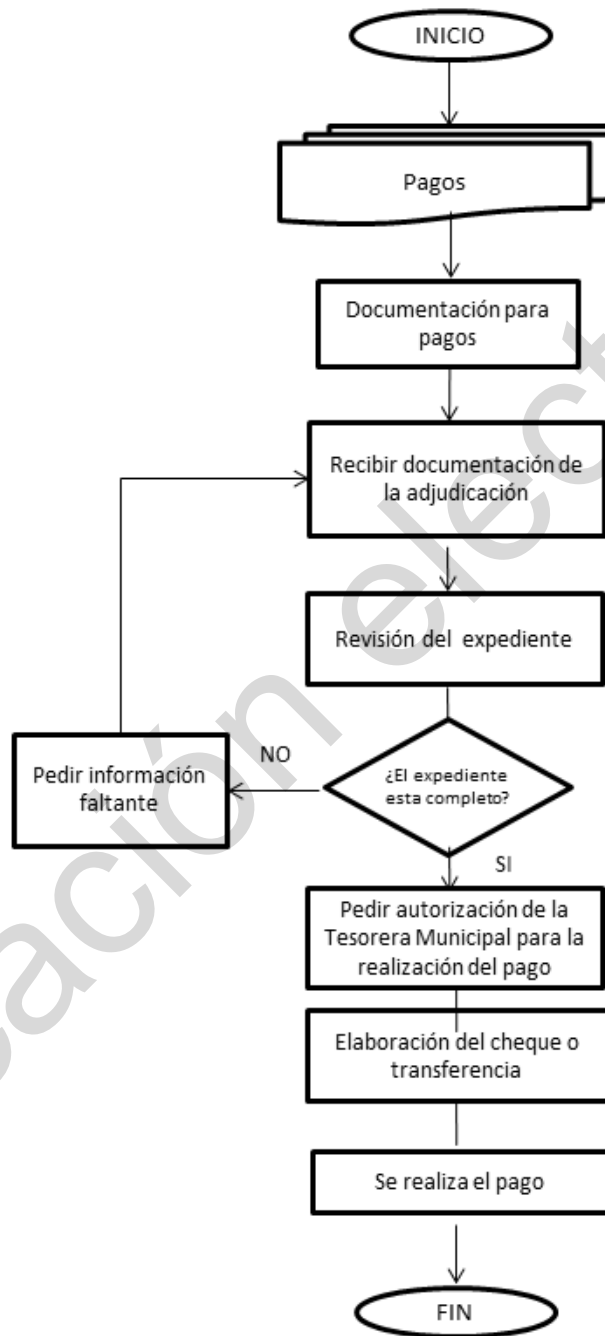 INICIO
Pagos
Documentación para
pagos
Recibir documentación de
la adjudicación
Revisión del expediente
¿El expediente
esta completo?
NO
Pedir información
faltante
SI
Pedir autorización de la
Tesorera Municipal para la
realización del pago
Elaboración del cheque o
transferencia
Se realiza el pago
FIN